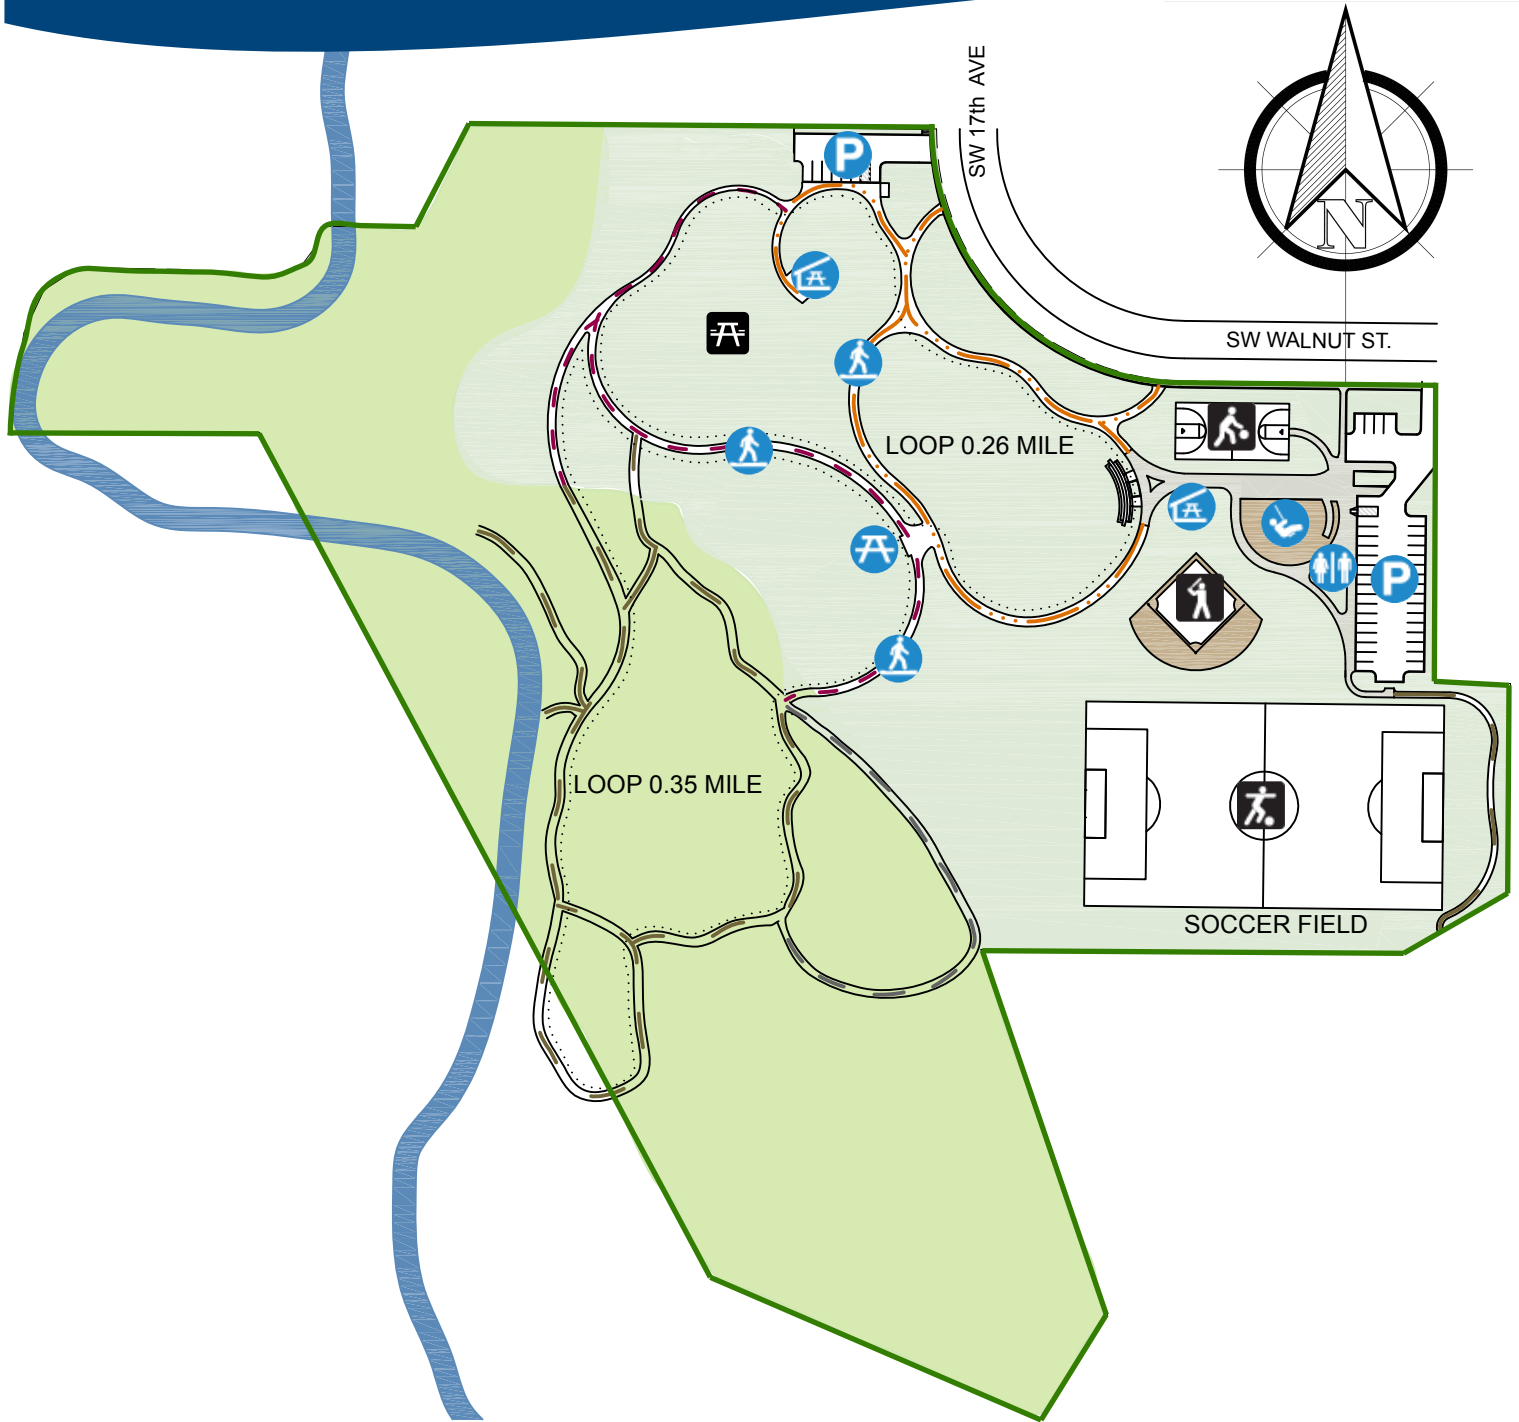 SW 17th AVE
N
P
SW WALNUT ST.
LOOP 0.26 MILE
P
LOOP 0.35 MILE
SOCCER FIELD